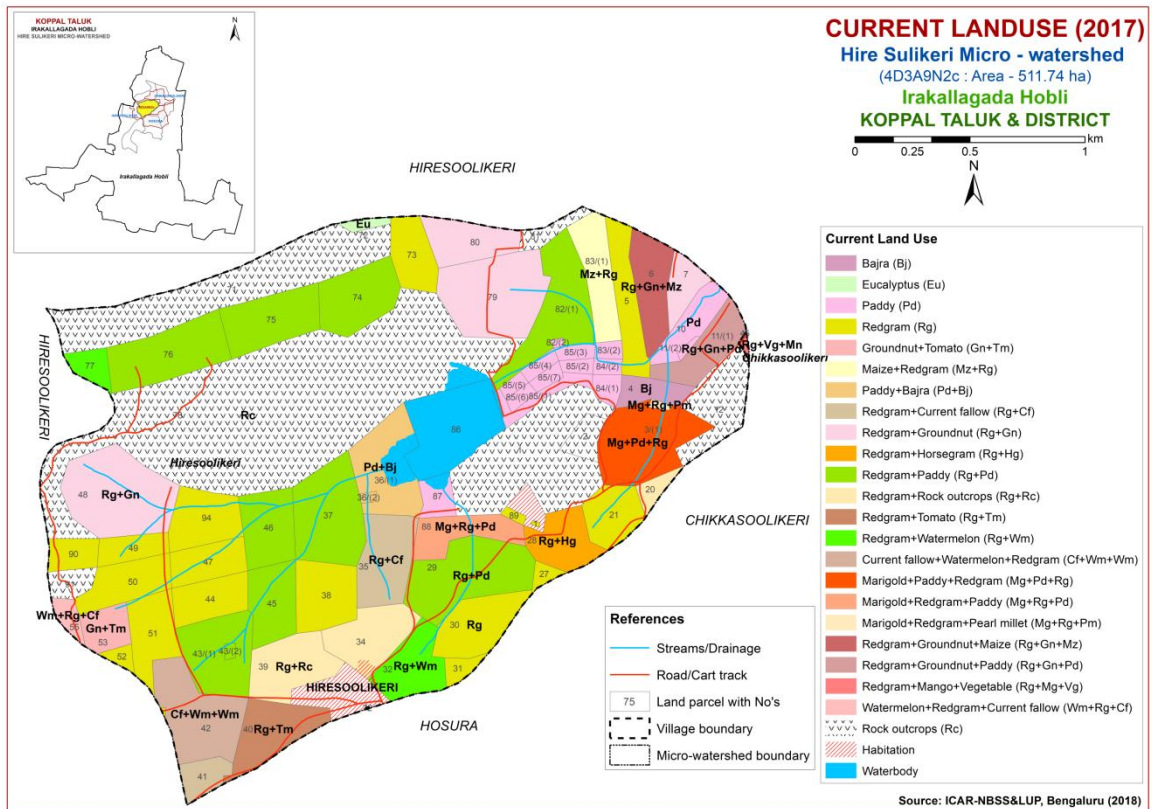 KOPPAL TALUK
IRAKALLAGADA HOBLI
HIRE SULIKERI MICRO-WATERSHED
N
Irakallagada Hobli
CURRENT LANDUSE (2017)
Hire Sulikeri Micro - watershed
(4D3A9N2c : Area - 511.74 ha)
Irakallagada Hobli
KOPPAL TALUK & DISTRICT
km
0 0.25 0.5 1
N
HIRESOOLIKERI
Eu
73
80
83/(1)
Mz+Rg
6
7
Rg+Gn+Mz
5
79
74
82/(1)
75
10
Pd
11/(1)
76
77
82/(2)
85/(3)
83/(2)
11/(2)
Rg+Gn+Pd
Rg+Vg+Mn
Chikkasoolikeri
85/(4)
85/(2)
84/(2)
85/(7)
85/(5)
85/(6)
85/(1)
84/(1)
4
Bj
Mg+Rg+Pm
HIRESOOLIKERI
HIRESOOLIKERI
78
Rc
12
86
3/(1)
Mg+Pd+Rg
2
1
Hiresoolikeri
Pd+Bj
36/(1)
36/(2)
48
Rg+Gn
87
20
94
46
37
88
Mg+Rg+Pd
89
21
CHIKKASOOLIKERI
90
49
47
Rg+Hg
28
50
35
Rg+Cf
29
Rg+Pd
27
44
45
38
Wm+Rg+Cf
55
Gn+Tm
53
51
30
Rg
52
43/(1)
43/(2)
34
39
Rg+Rc
32
Rg+Wm
31
HIRESOOLIKERI
Cf+Wm+Wm
42
40
Rg+Tm
HOSURA
41
References
Streams/Drainage
Road/Cart track
75 Land parcel with No's
Village boundary
Micro-watershed boundary
Current Land Use
Bajra (Bj)
Eucalyptus (Eu)
Paddy (Pd)
Redgram (Rg)
Groundnut+Tomato (Gn+Tm)
Maize+Redgram (Mz+Rg)
Paddy+Bajra (Pd+Bj)
Redgram+Current fallow (Rg+Cf)
Redgram+Groundnut (Rg+Gn)
Redgram+Horsegram (Rg+Hg)
Redgram+Paddy (Rg+Pd)
Redgram+Rock outcrops (Rg+Rc)
Redgram+Tomato (Rg+Tm)
Redgram+Watermelon (Rg+Wm)
Current fallow+Watermelon+Redgram (Cf+Wm+Wm)
Marigold+Paddy+Redgram (Mg+Pd+Rg)
Marigold+Redgram+Paddy (Mg+Rg+Pd)
Marigold+Redgram+Pearl millet (Mg+Rg+Pm)
Redgram+Groundnut+Maize (Rg+Gn+Mz)
Redgram+Groundnut+Paddy (Rg+Gn+Pd)
Redgram+Mango+Vegetable (Rg+Mg+Vg)
Watermelon+Redgram+Current fallow (Wm+Rg+Cf)
Rock outcrops (Rc)
Habitation
Waterbody
Source: ICAR-NBSS&LUP, Bengaluru (2018)